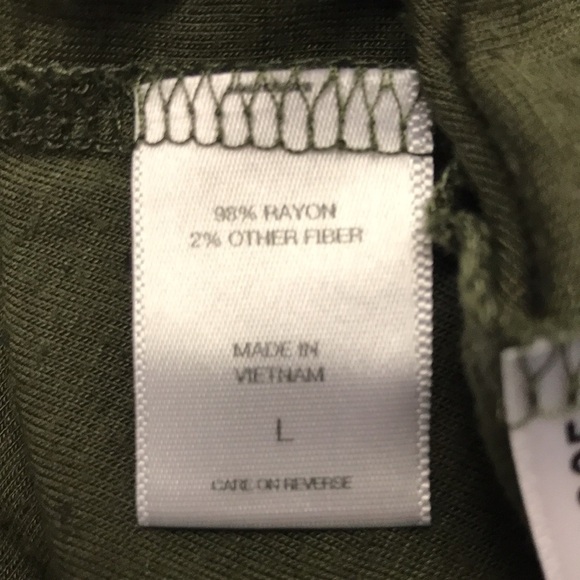 98% RAYON
2% OTHER FIBER
MADE IN
VIETNAM
L
CARE ON REVERSE